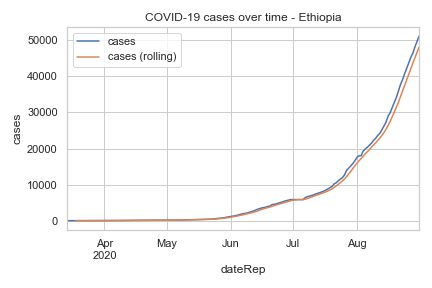 COVID-19 cases over time - Ethiopia
cases
cases (rolling)
50000
40000
30000
20000
10000
0
cases
Apr
2020
May
Jun
Jul
Aug
dateRep